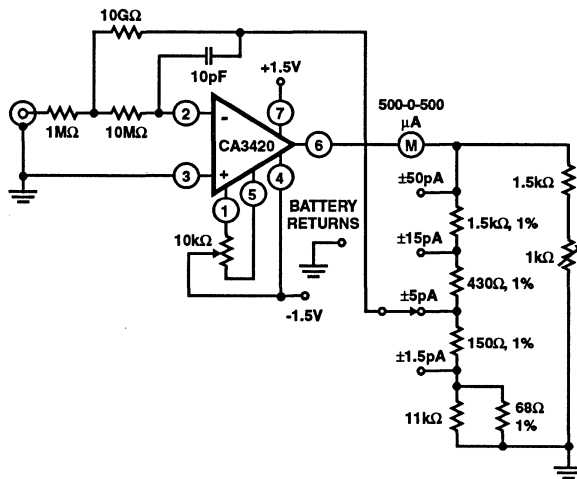 10GΩ
10pF
+1.5V
500-0-500
µA
1MΩ
10MΩ
2
-
7
CA3420
6
M
3
+
4
5
1
±50pA
1.5kΩ
1.5kΩ, 1%
BATTERY
RETURNS
10kΩ
±15pA
1kΩ
430Ω, 1%
±5pA
-1.5V
150Ω, 1%
±1.5pA
11kΩ
68Ω
1%